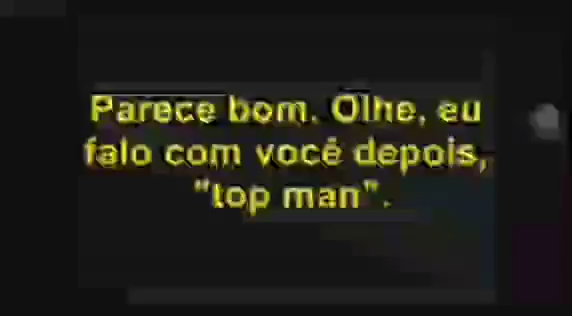 Parece bom. Olhe, eu
falo com você depois,
"top man".